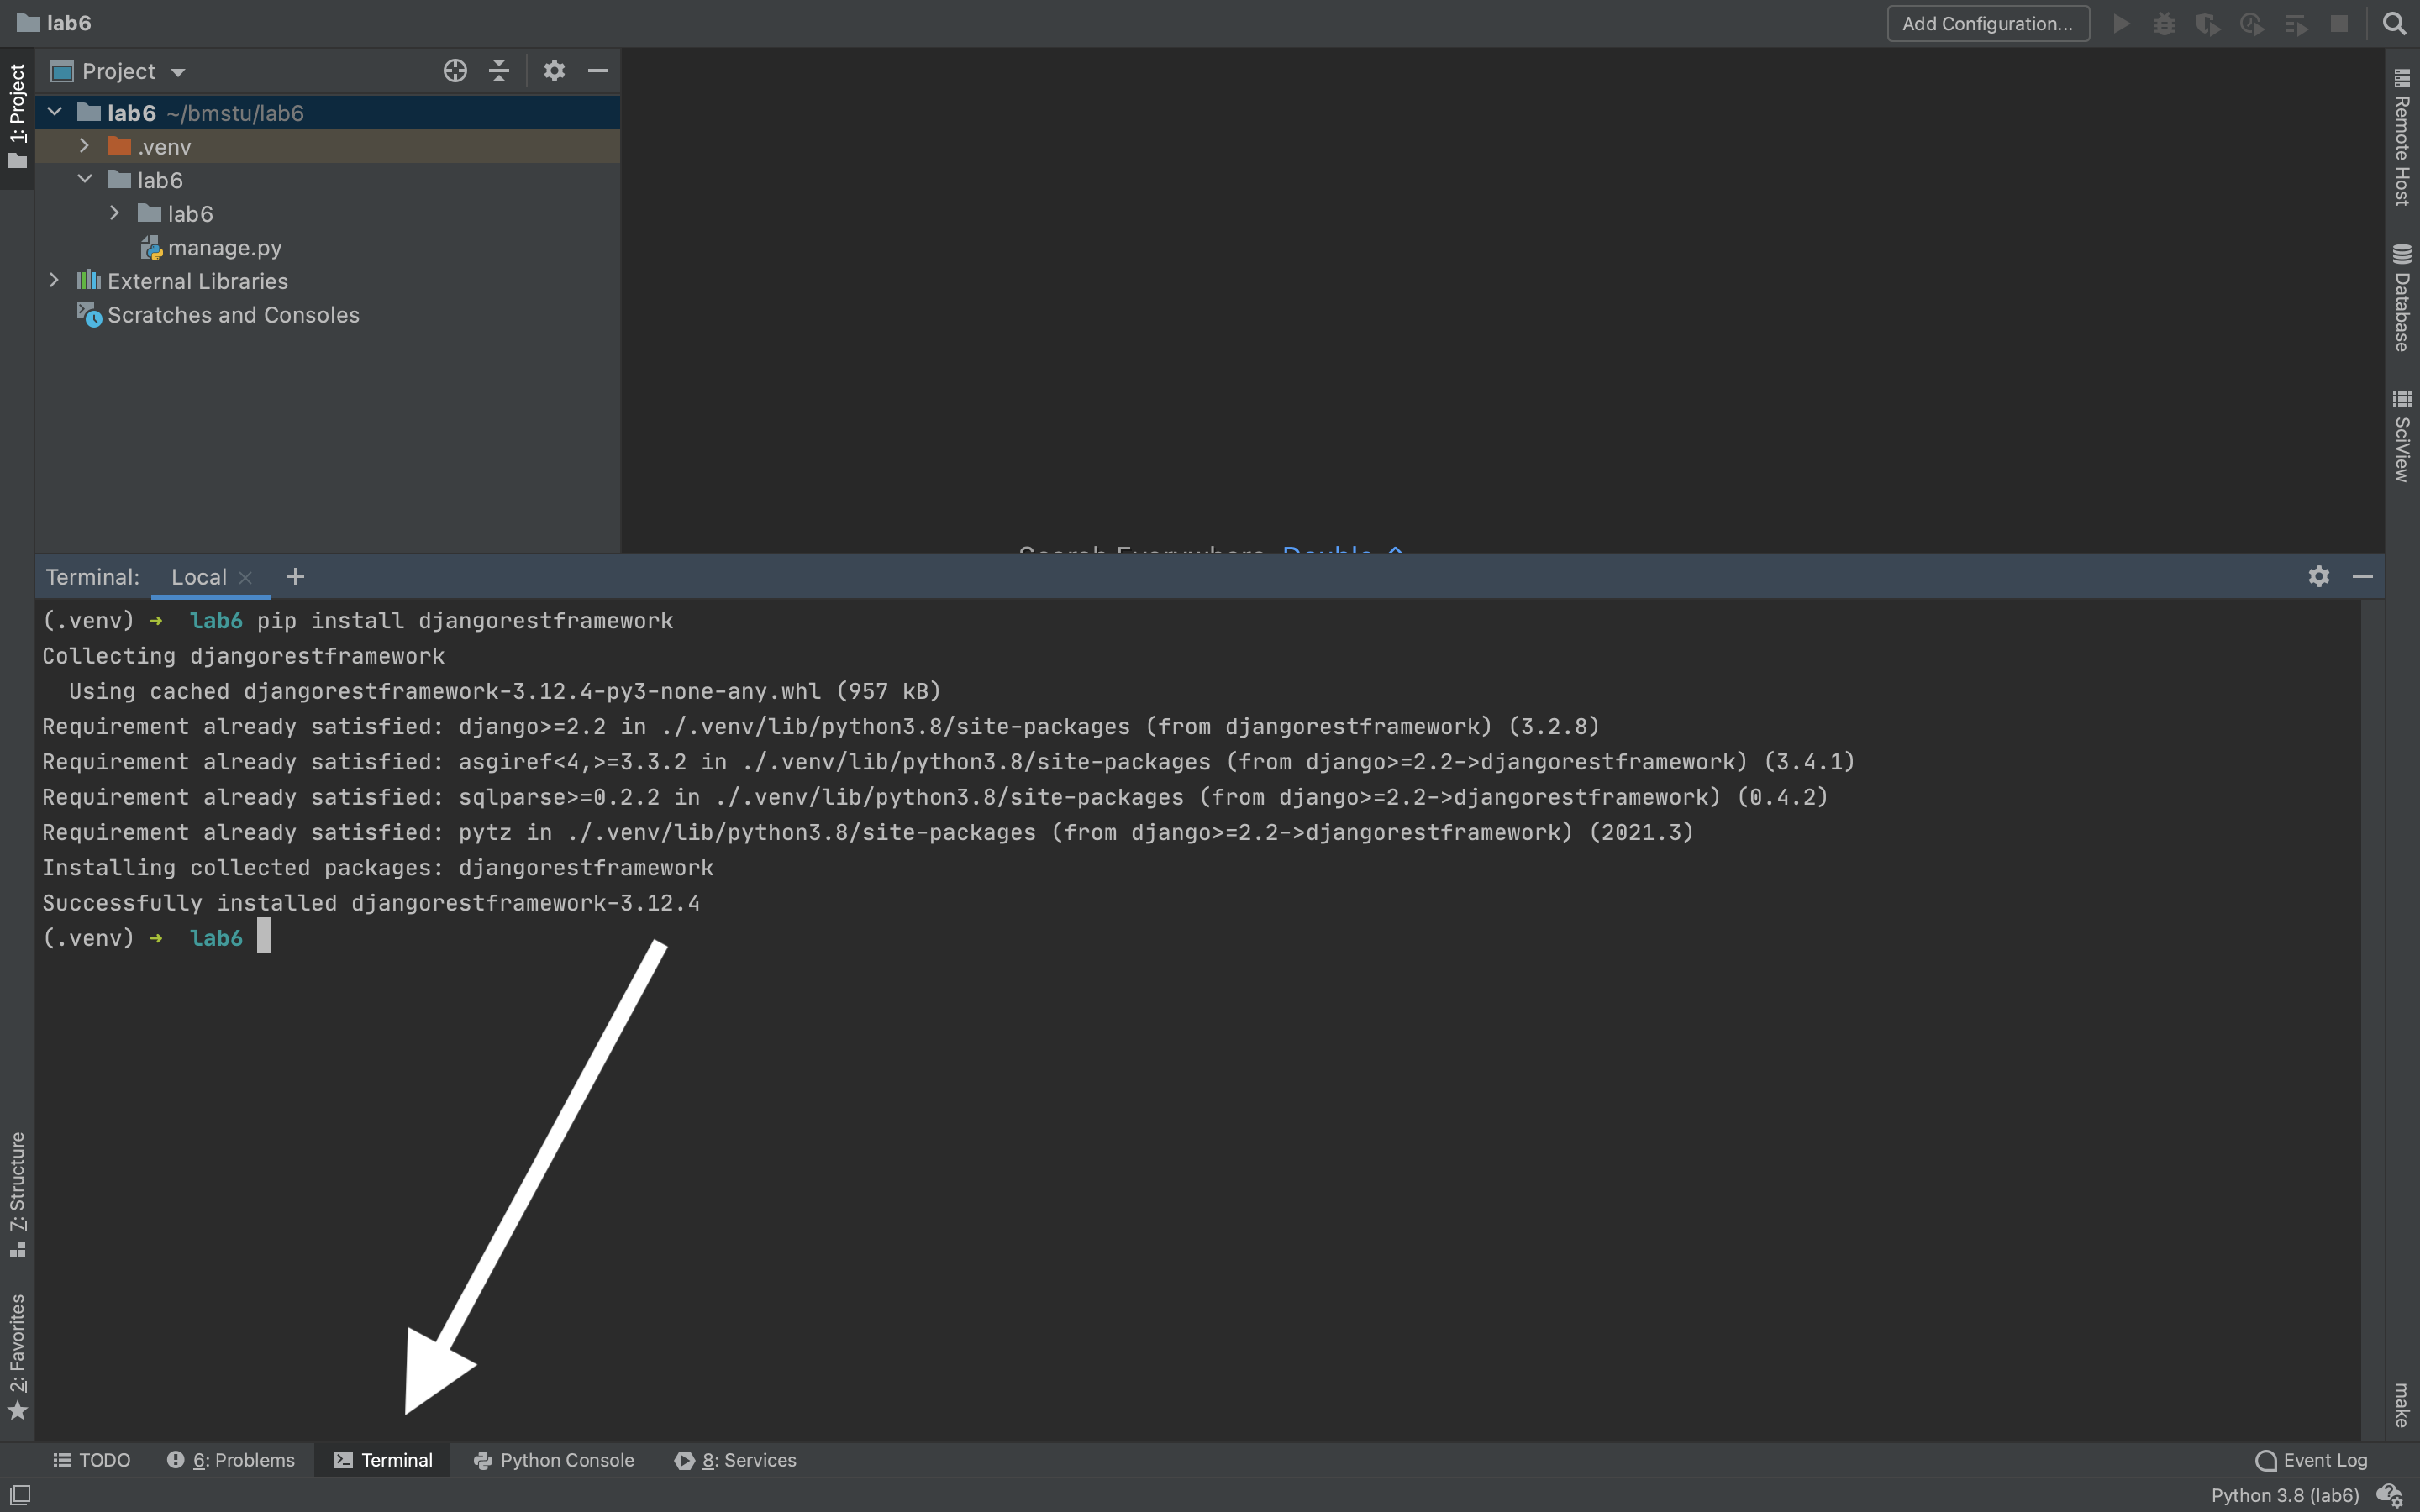 lab6
Add Configuration...
1: Project
Project
lab6 ~/bmstu/lab6
.venv
lab6
lab6
manage.py
External Libraries
Scratches and Consoles
Remote Host
Database
SciView
Search Everywhere Double
Terminal: Local
(.venv) → lab6 pip install djangorestframework
Collecting djangorestframework
Using cached djangorestframework-3.12.4-py3-none-any.whl (957 kB)
Requirement already satisfied: django>=2.2 in ./.venv/lib/python3.8/site-packages (from djangorestframework) (3.2.8)
Requirement already satisfied: asgiref<4,>=3.3.2 in ./.venv/lib/python3.8/site-packages (from django>=2.2->djangorestframework) (3.4.1)
Requirement already satisfied: sqlparse>=0.2.2 in ./.venv/lib/python3.8/site-packages (from django>=2.2->djangorestframework) (0.4.2)
Requirement already satisfied: pytz in ./.venv/lib/python3.8/site-packages (from django>=2.2->djangorestframework) (2021.3)
Installing collected packages: djangorestframework
Successfully installed djangorestframework-3.12.4
(.venv) → lab6
7: Structure
2: Favorites
make
TODO
6: Problems
Terminal
Python Console
8: Services
Event Log
Python 3.8 (lab6)